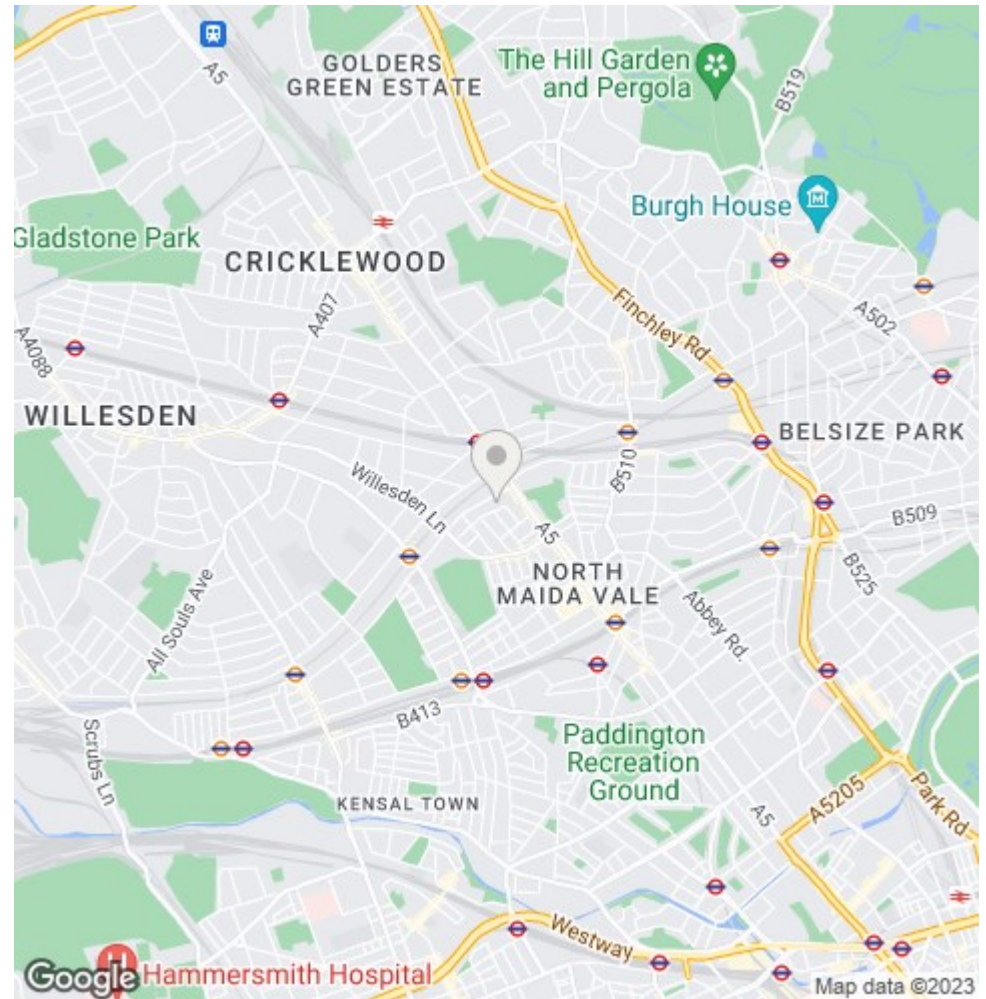 GOLDERS
GREEN ESTATE
The Hill Garden
and Pergola
A5
B519
Burgh House
M
Gladstone Park
CRICKLEWOOD
A407
Finchley Rd
A502
A4088
WILLESDEN
BELSIZE PARK
B510
Willesden Ln
A5
B509
NORTH
MAIDA VALE
B525
Abbey Rd.
All Souls Ave
B413
Scrubs Ln
Paddington
Recreation
Ground
KENSAL TOWN
A5
A5205
Park Rd
Westway
H
Google
Hammersmith Hospital
Map data ©2023